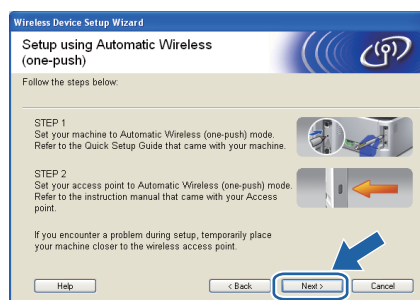 Wireless Device Setup Wizard
Setup using Automatic Wireless
(one-push)
Follow the steps below:
STEP 1
Set your machine to Automatic Wireless (one-push) mode.
Refer to the Quick Setup Guide that came with your machine.
STEP 2
Set your access point to Automatic Wireless (one-push) mode.
Refer to the instruction manual that came with your Access
point.
If you encounter a problem during setup, temporarily place
your machine closer to the wireless access point.
Help
< Back
Next >
Cancel